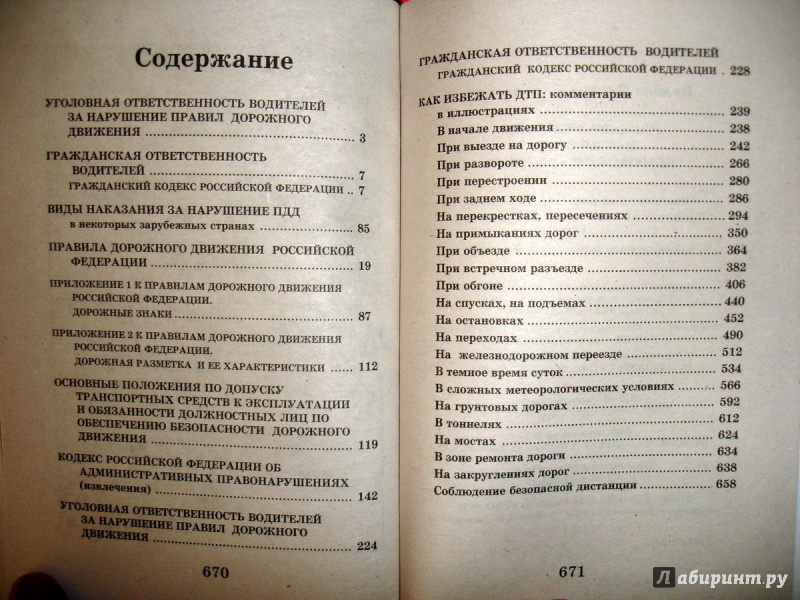 Содержание
УГОЛОВНАЯ ОТВЕТСТВЕННОСТЬ ВОДИТЕЛЕЙ
ЗА НАРУШЕНИЕ ПРАВИЛ ДОРОЖНОГО
ДВИЖЕНИЯ ........ 3
ГРАЖДАНСКАЯ ОТВЕТСТВЕННОСТЬ
ВОДИТЕЛЕЙ ........ 7
ГРАЖДАНСКИЙ КОДЕКС РОССИЙСКОЙ ФЕДЕРАЦИИ .. 7
ВИДЫ НАКАЗАНИЯ ЗА НАРУШЕНИЕ ПДД
в некоторых зарубежных странах ........ 85
ПРАВИЛА ДОРОЖНОГО ДВИЖЕНИЯ РОССИЙСКОЙ
ФЕДЕРАЦИИ ........ 19
ПРИЛОЖЕНИЕ 1 К ПРАВИЛАМ ДОРОЖНОГО ДВИЖЕНИЯ
РОССИЙСКОЙ ФЕДЕРАЦИИ.
ДОРОЖНЫЕ ЗНАКИ ........ 87
ПРИЛОЖЕНИЕ 2 К ПРАВИЛАМ ДОРОЖНОГО ДВИЖЕНИЯ
РОССИЙСКОЙ ФЕДЕРАЦИИ.
ДОРОЖНАЯ РАЗМЕТКА И ЕЕ ХАРАКТЕРИСТИКИ ...... 112
ОСНОВНЫЕ ПОЛОЖЕНИЯ ПО ДОПУСКУ
ТРАНСПОРТНЫХ СРЕДСТВ К ЭКСПЛУАТАЦИИ
И ОБЯЗАННОСТИ ДОЛЖНОСТНЫХ ЛИЦ ПО
ОБЕСПЕЧЕНИЮ БЕЗОПАСНОСТИ ДОРОЖНОГО
ДВИЖЕНИЯ ........ 119
КОДЕКС РОССИЙСКОЙ ФЕДЕРАЦИИ ОБ
АДМИНИСТРАТИВНЫХ ПРАВОНАРУШЕНИЯХ
(извлечения) ........ 142
УГОЛОВНАЯ ОТВЕТСТВЕННОСТЬ ВОДИТЕЛЕЙ
ЗА НАРУШЕНИЕ ПРАВИЛ ДОРОЖНОГО
ДВИЖЕНИЯ ........ 224
670
ГРАЖДАНСКАЯ ОТВЕТСТВЕННОСТЬ ВОДИТЕЛЕЙ
ГРАЖДАНСКИЙ КОДЕКС РОССИЙСКОЙ ФЕДЕРАЦИИ . 228
КАК ИЗБЕЖАТЬ ДТП: комментарии
в иллюстрациях ........ 239
В начале движения ........ 238
При выезде на дорогу ........ 242
При развороте ........ 266
При перестроении ........ 280
При заднем ходе ........ 286
На перекрестках, пересечениях ........ 294
На примыканиях дорог ........ 350
При объезде ........ 364
При встречном разъезде ........ 382
При обгоне ........ 406
На спусках, на подъемах ........ 440
На остановках ........ 452
На переходах ........ 490
На железнодорожном переезде ........ 512
В темное время суток ........ 534
В сложных метеорологических условиях ........ 566
На грунтовых дорогах ........ 592
В тоннелях ........ 612
На мостах ........ 624
В зоне ремонта дороги ........ 634
На закруглениях дорог ........ 638
Соблюдение безопасной дистанции ........ 658
671
Лабиринт.ру